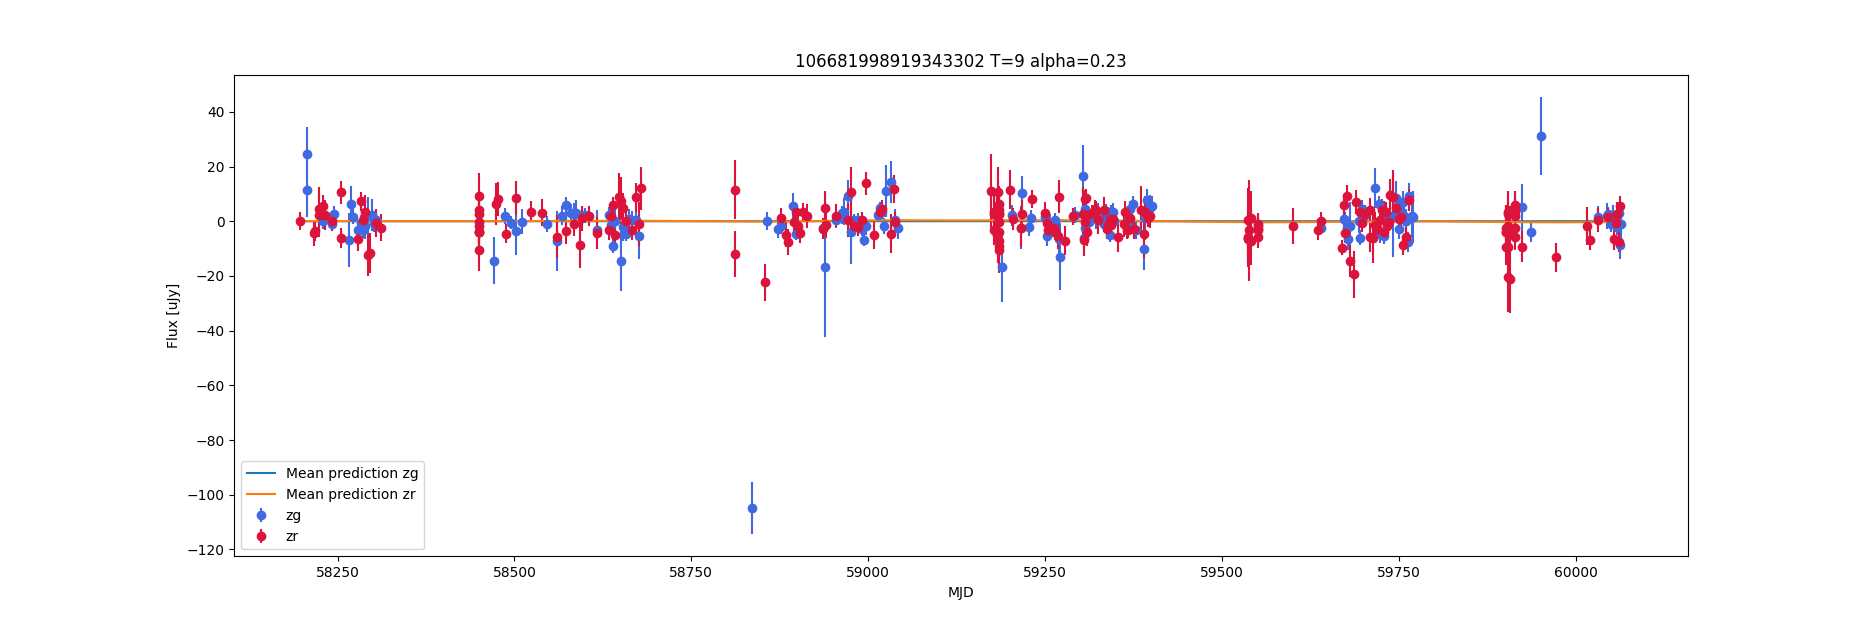 106681998919343302 T=9 alpha=0.23
40
20
0
−20
−40
−60
−80
−100
−120
Flux [uJy]
58250
58500
58750
59000
59250
59500
59750
60000
MJD
Mean prediction zg
Mean prediction zr
zg
zr